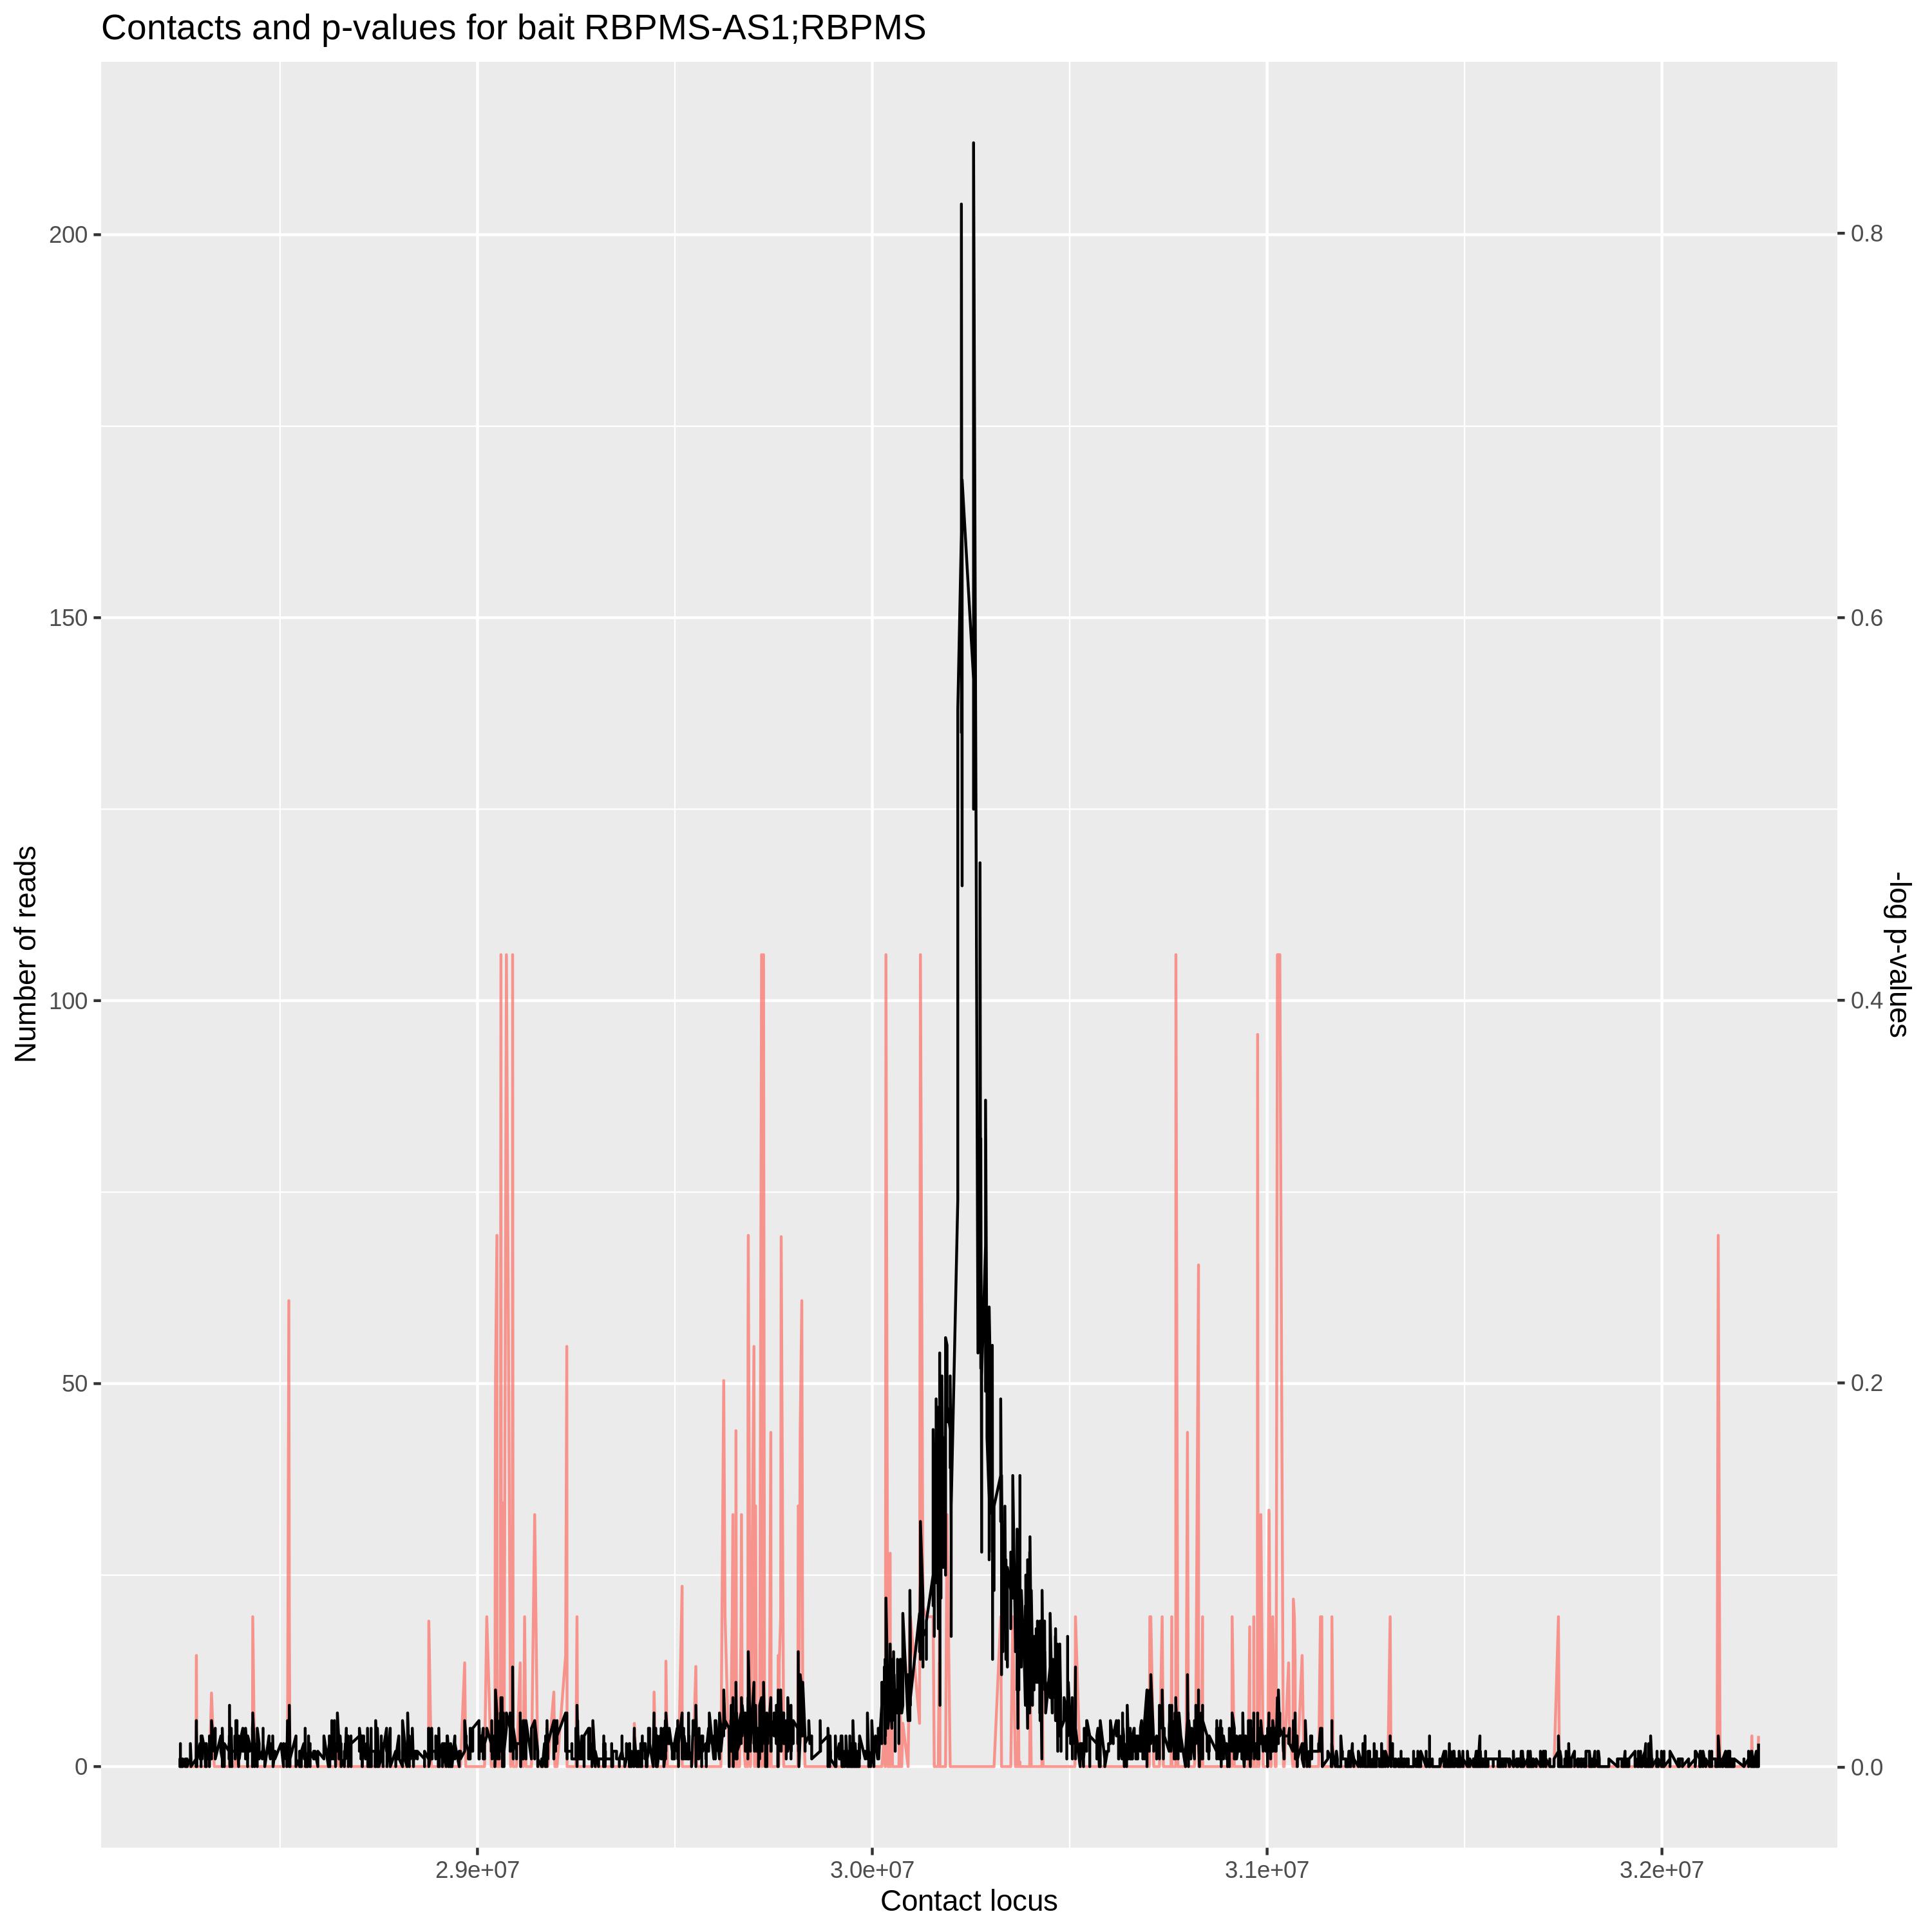 Contacts and p-values for bait RBPMS-AS1;RBPMS
200
150
100
50
0
Number of reads
0.8
0.6
0.4
0.2
0.0
-log p-values
2.9e+07
3.0e+07
3.1e+07
3.2e+07
Contact locus